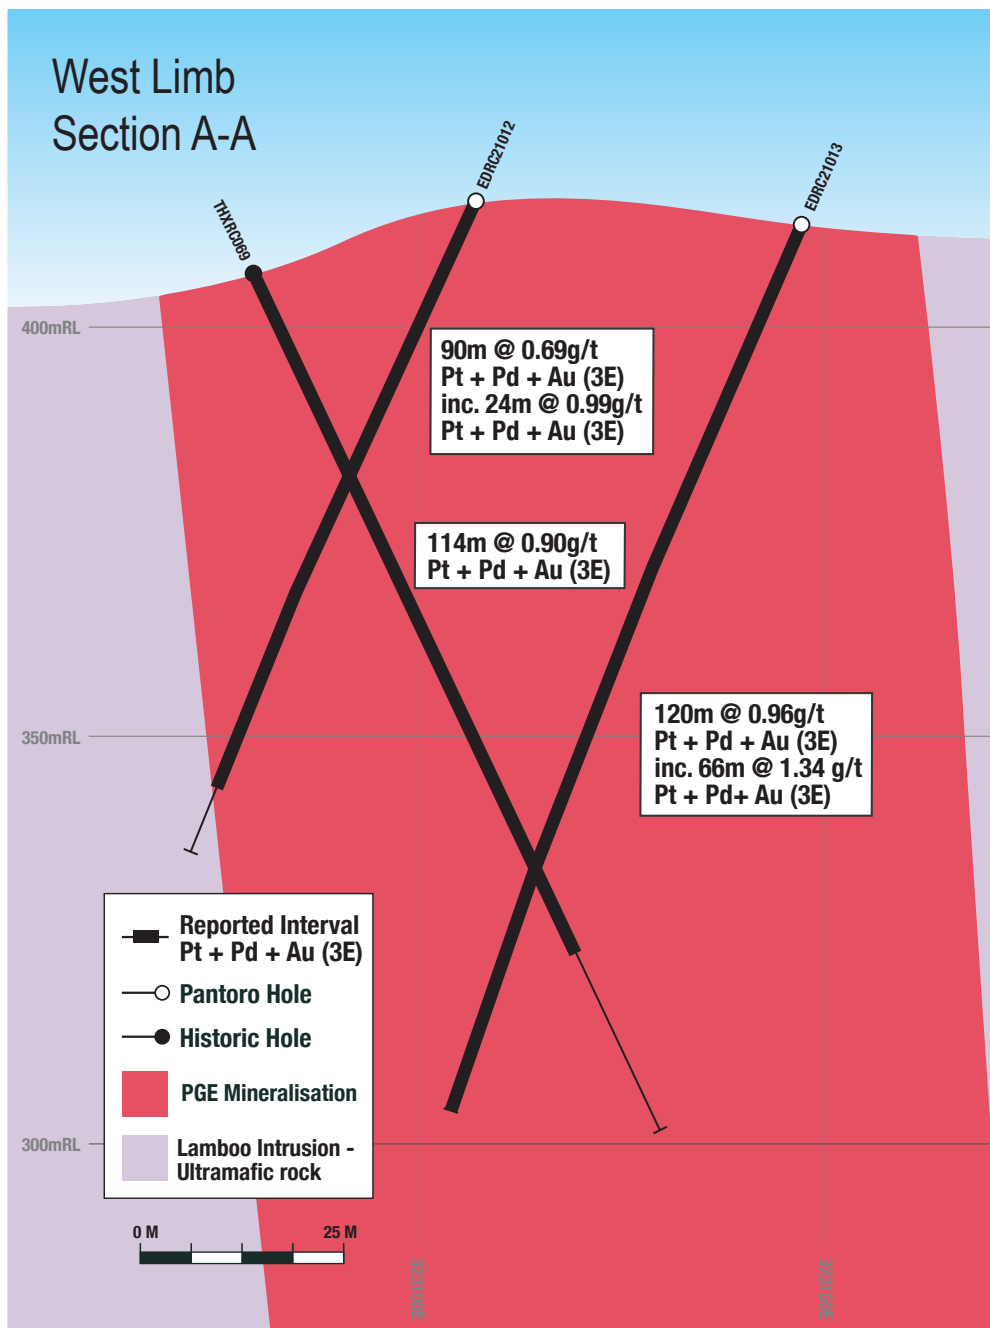 West Limb
Section A-A
EDRC21012
EDRC21013
THXRC069
400mRL
90m @ 0.69g/t
Pt + Pd + Au (3E)
inc. 24m @ 0.99g/t
Pt + Pd + Au (3E)
114m @ 0.90g/t
Pt + Pd + Au (3E)
120m @ 0.96g/t
Pt + Pd + Au (3E)
inc. 66m @ 1.34 g/t
Pt + Pd+ Au (3E)
350mRL
Reported Interval
Pt + Pd + Au (3E)
Pantoro Hole
Historic Hole
PGE Mineralisation
Lamboo Intrusion -
Ultramafic rock
300mRL
0 M
25 M
323100E
323150E